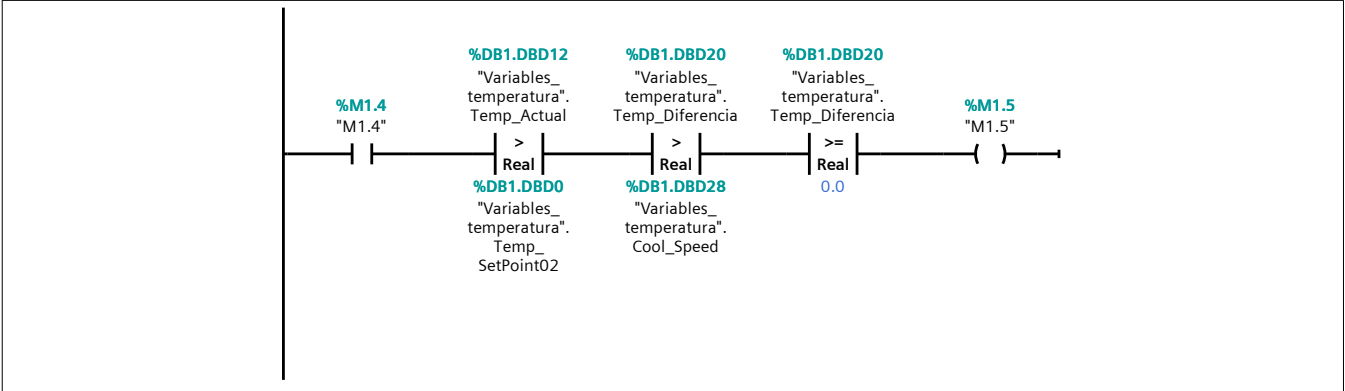 %M1.4
"M1.4"
%DB1.DBD12
"Variables_
temperatura".
Temp_Actual
>
Real
%DB1.DBD0
"Variables_
temperatura".
Temp_
SetPoint02
%DB1.DBD20
"Variables_
temperatura".
Temp_Diferencia
>
Real
%DB1.DBD28
"Variables_
temperatura".
Cool_Speed
%DB1.DBD20
"Variables_
temperatura".
Temp_Diferencia
>=
Real
0.0
%M1.5
"M1.5"